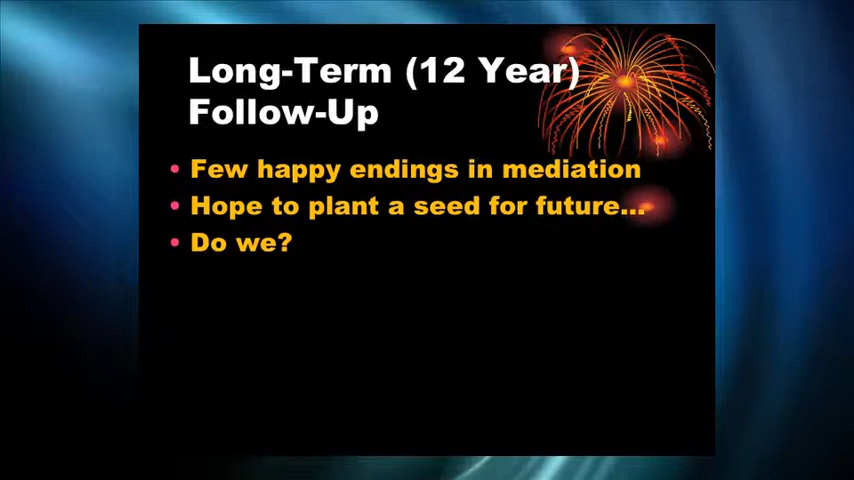 Long-Term (12 Year)
Follow-Up
• Few happy endings in mediation
• Hope to plant a seed for future...
• Do we?